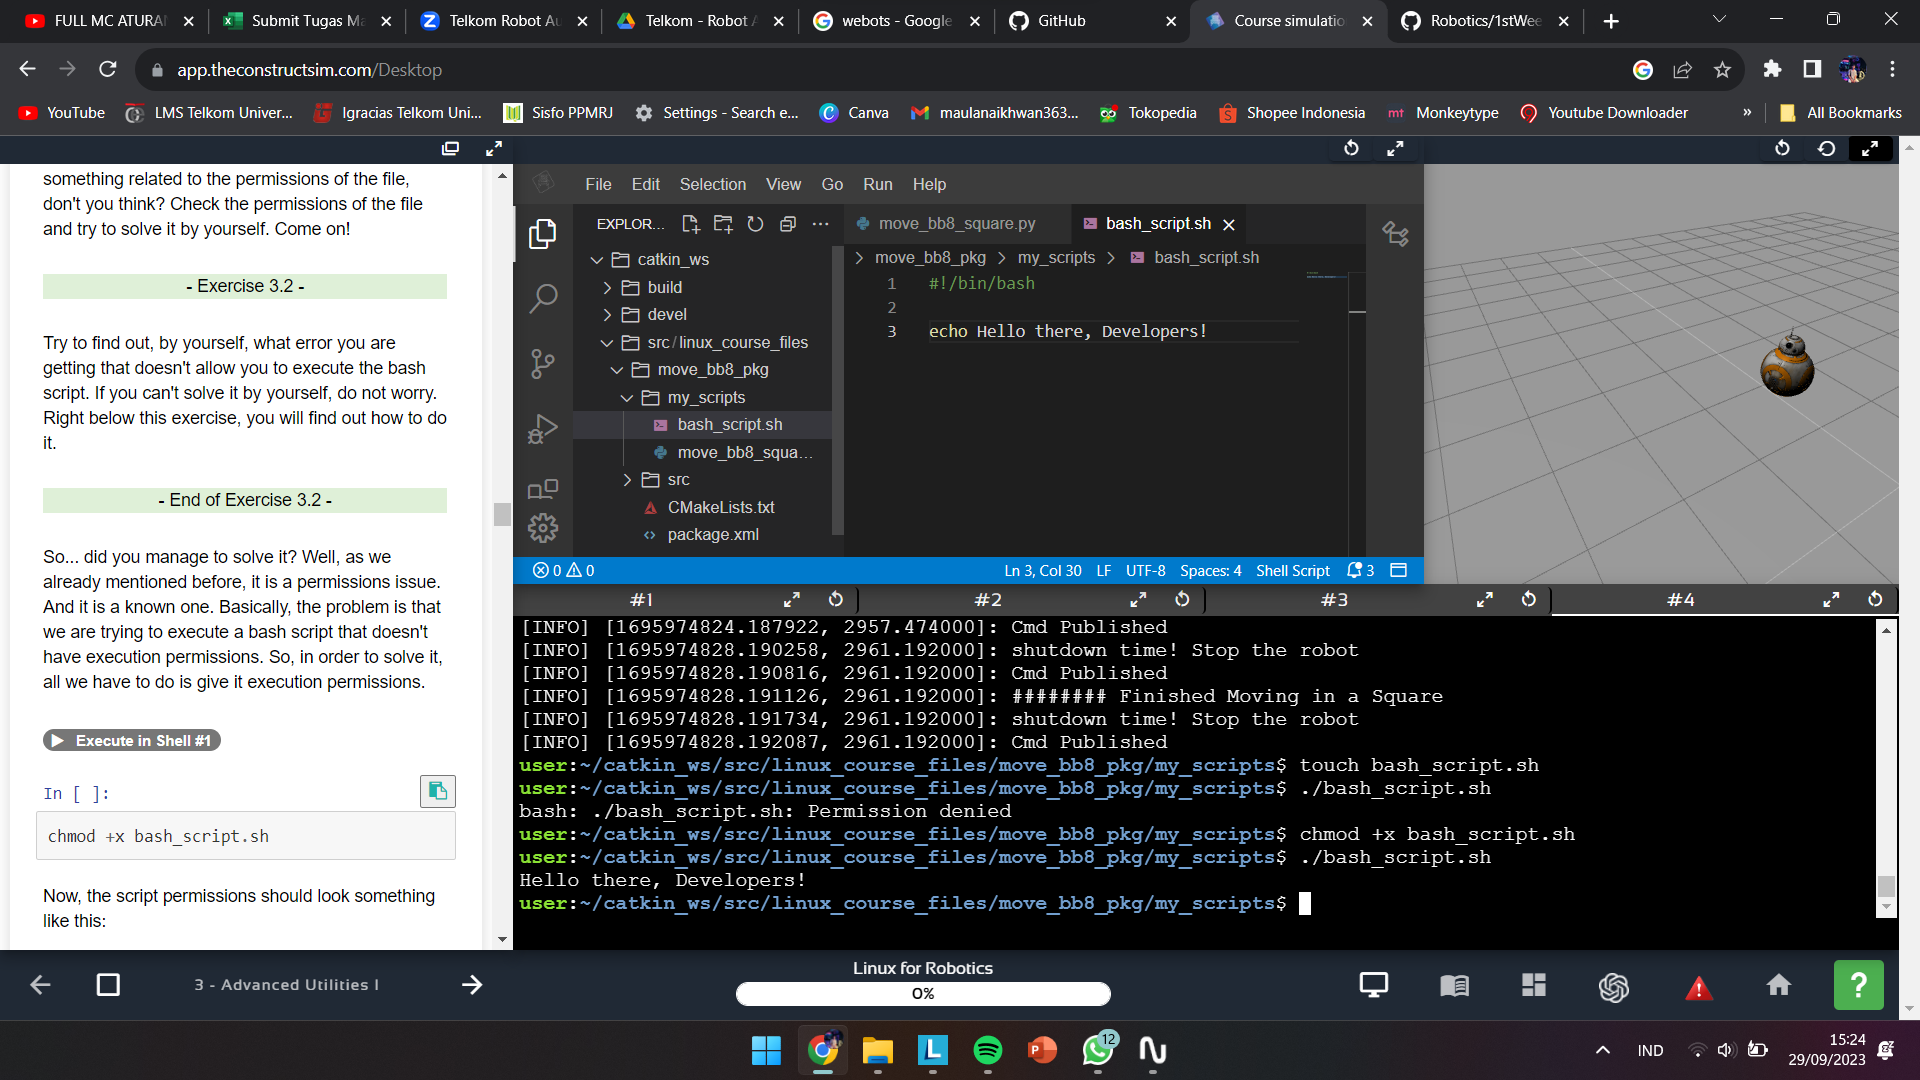 FULL MC ATURAN
Submit Tugas Ma
Telkom Robot Au
Telkom - Robot A
webots - Google
GitHub
Course simulatio
Robotics/1stWee
app.theconstructsim.com/Desktop
YouTube
LMS Telkom Univer...
Igracias Telkom Uni...
Sisfo PPMRJ
Settings - Search e...
Canva
maulanaikhwan363...
Tokopedia
Shopee Indonesia
mt Monkeytype
Youtube Downloader
»
All Bookmarks
something related to the permissions of the file,
don't you think? Check the permissions of the file
and try to solve it by yourself. Come on!
- Exercise 3.2 -
Try to find out, by yourself, what error you are
getting that doesn't allow you to execute the bash
script. If you can't solve it by yourself, do not worry.
Right below this exercise, you will find out how to do
it.
- End of Exercise 3.2 -
So... did you manage to solve it? Well, as we
already mentioned before, it is a permissions issue.
And it is a known one. Basically, the problem is that
we are trying to execute a bash script that doesn't
have execution permissions. So, in order to solve it,
all we have to do is give it execution permissions.
Execute in Shell #1
In [ ]:
chmod +x bash_script.sh
Now, the script permissions should look something
like this:
File Edit Selection View Go Run Help
EXPLOR...
catkin_ws
build
devel
src/linux_course_files
move_bb8_pkg
my_scripts
bash_script.sh
move_bb8_squa...
src
CMakeLists.txt
package.xml
move_bb8_square.py
bash_script.sh
move_bb8_pkg > my_scripts > bash_script.sh
1 #!/bin/bash
2
3 echo Hello there, Developers!
0 0
Ln 3, Col 30 LF UTF-8 Spaces: 4 Shell Script 3
#1
#2
#3
#4
[INFO] [1695974824.187922, 2957.474000]: Cmd Published
[INFO] [1695974828.190258, 2961.192000]: shutdown time! Stop the robot
[INFO] [1695974828.190816, 2961.192000]: Cmd Published
[INFO] [1695974828.191126, 2961.192000]: ######## Finished Moving in a Square
[INFO] [1695974828.191734, 2961.192000]: shutdown time! Stop the robot
[INFO] [1695974828.192087, 2961.192000]: Cmd Published
user:~/catkin_ws/src/linux_course_files/move_bb8_pkg/my_scripts$ touch bash_script.sh
user:~/catkin_ws/src/linux_course_files/move_bb8_pkg/my_scripts$ ./bash_script.sh
bash: ./bash_script.sh: Permission denied
user:~/catkin_ws/src/linux_course_files/move_bb8_pkg/my_scripts$ chmod +x bash_script.sh
user:~/catkin_ws/src/linux_course_files/move_bb8_pkg/my_scripts$ ./bash_script.sh
Hello there, Developers!
user:~/catkin_ws/src/linux_course_files/move_bb8_pkg/my_scripts$
3 - Advanced Utilities I
Linux for Robotics
0%
?
12
IND
15:24
29/09/2023